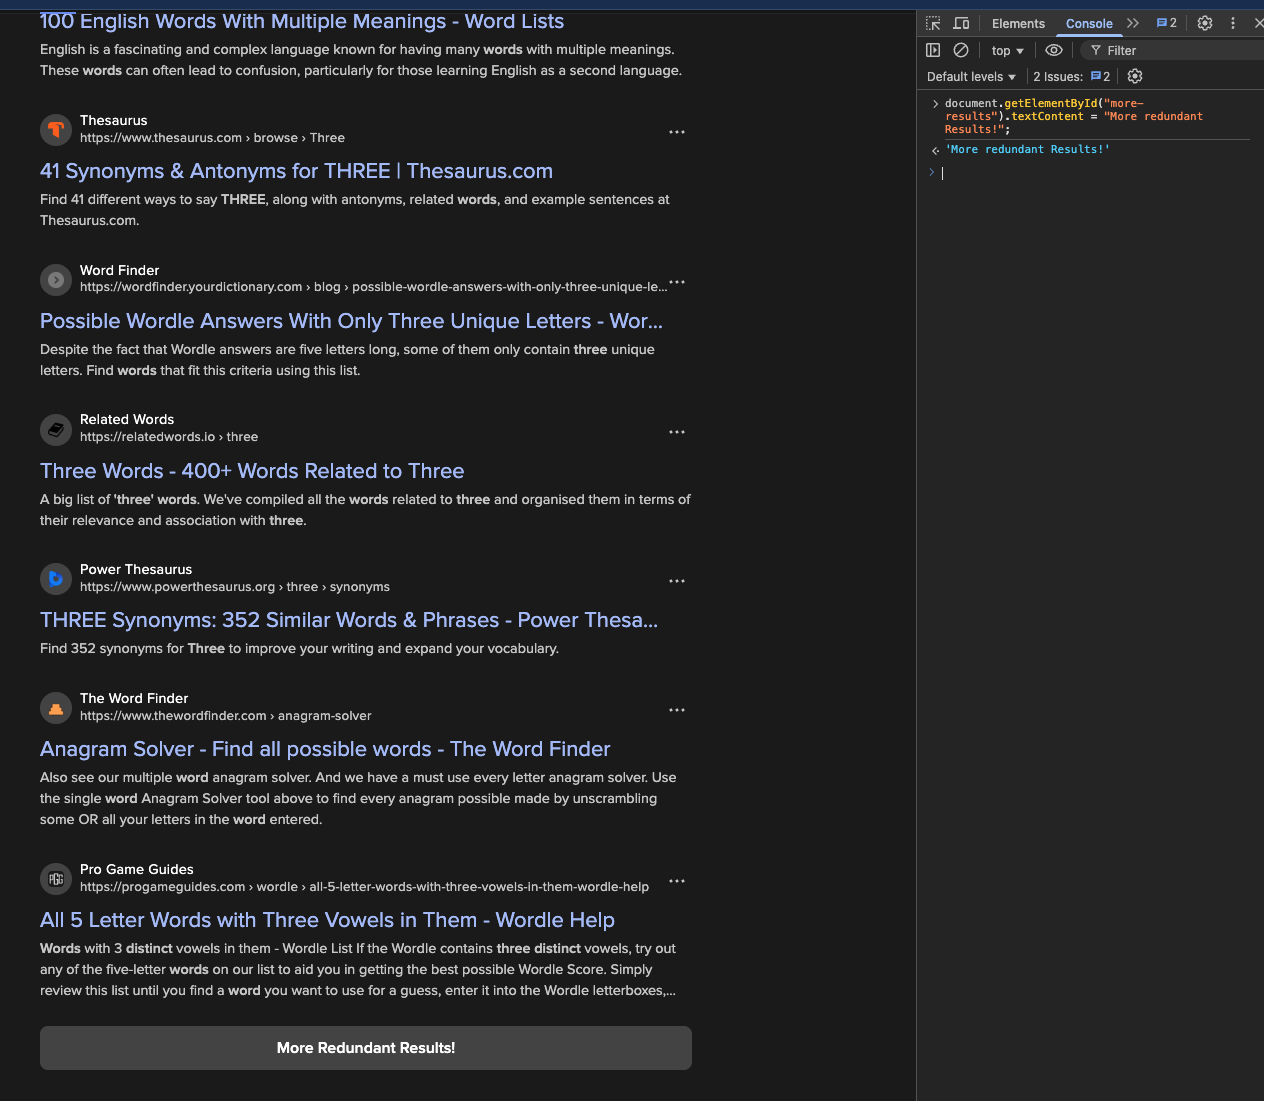 100 English Words With Multiple Meanings - Word Lists
English is a fascinating and complex language known for having many words with multiple meanings.
These words can often lead to confusion, particularly for those learning English as a second language.
Thesaurus
https://www.thesaurus.com › browse › Three
41 Synonyms & Antonyms for THREE | Thesaurus.com
Find 41 different ways to say THREE, along with antonyms, related words, and example sentences at
Thesaurus.com.
Word Finder
https://wordfinder.yourdictionary.com › blog › possible-wordle-answers-with-only-three-unique-le...
Possible Wordle Answers With Only Three Unique Letters - Wor...
Despite the fact that Wordle answers are five letters long, some of them only contain three unique
letters. Find words that fit this criteria using this list.
Related Words
https://relatedwords.io › three
Three Words - 400+ Words Related to Three
A big list of 'three' words. We've compiled all the words related to three and organised them in terms of
their relevance and association with three.
Power Thesaurus
https://www.powerthesaurus.org › three › synonyms
THREE Synonyms: 352 Similar Words & Phrases - Power Thesa...
Find 352 synonyms for Three to improve your writing and expand your vocabulary.
The Word Finder
https://www.thewordfinder.com › anagram-solver
Anagram Solver - Find all possible words - The Word Finder
Also see our multiple word anagram solver. And we have a must use every letter anagram solver. Use
the single word Anagram Solver tool above to find every anagram possible made by unscrambling
some OR all your letters in the word entered.
PGG
Pro Game Guides
https://progameguides.com › wordle › all-5-letter-words-with-three-vowels-in-them-wordle-help
All 5 Letter Words with Three Vowels in Them - Wordle Help
Words with 3 distinct vowels in them - Wordle List If the Wordle contains three distinct vowels, try out
any of the five-letter words on our list to aid you in getting the best possible Wordle Score. Simply
review this list until you find a word you want to use for a guess, enter it into the Wordle letterboxes,...
More Redundant Results!
Elements Console 2
top Filter
Default levels 2 Issues: 2
document.getElementById("more-
results").textContent = "More redundant
Results!";
'More redundant Results!'